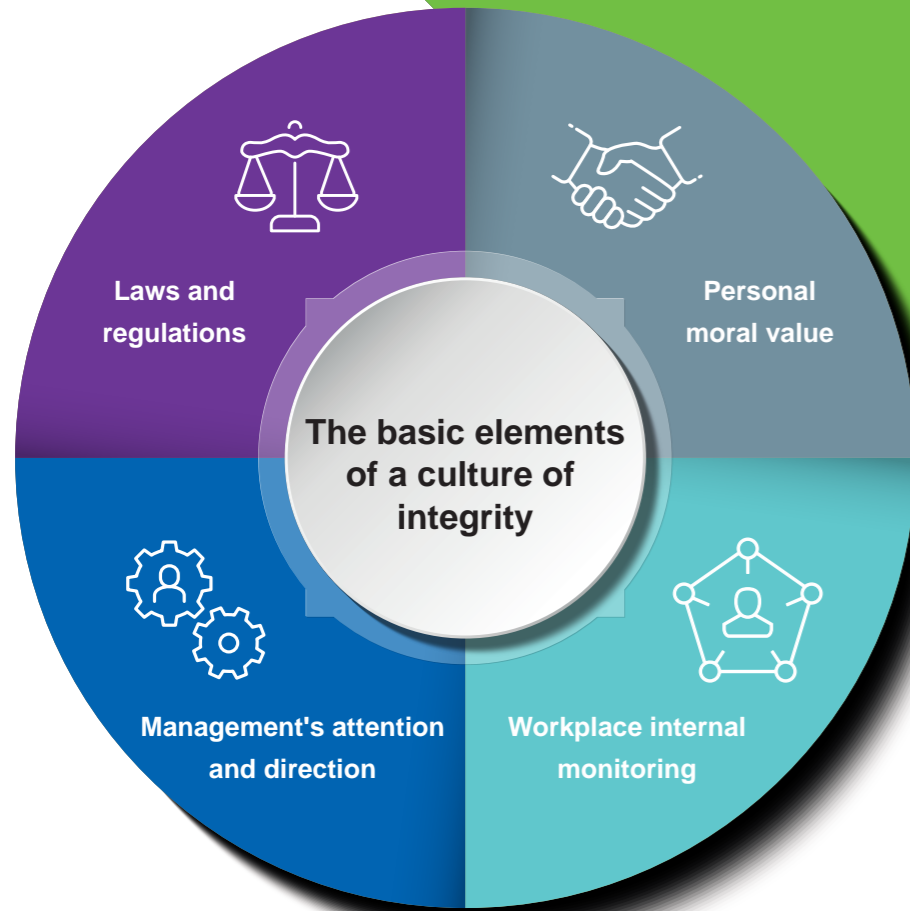 Laws and
regulations
Personal
moral value
The basic elements
of a culture of
integrity
Management's attention
and direction
Workplace internal
monitoring